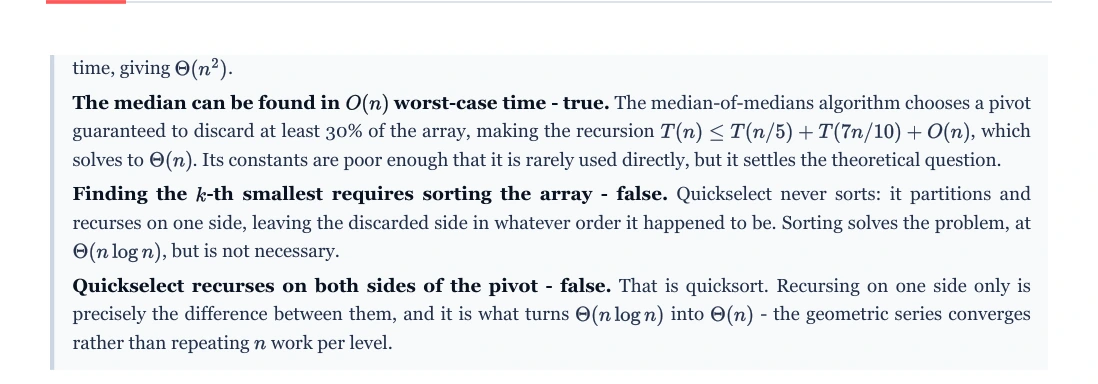 time, giving Θ(n²).
The median can be found in O(n) worst-case time - true. The median-of-medians algorithm chooses a pivot
guaranteed to discard at least 30% of the array, making the recursion T(n) ≤ T(n/5) + T(7n/10) + O(n), which
solves to Θ(n). Its constants are poor enough that it is rarely used directly, but it settles the theoretical question.
Finding the k-th smallest requires sorting the array - false. Quickselect never sorts: it partitions and
recurses on one side, leaving the discarded side in whatever order it happened to be. Sorting solves the problem, at
Θ(n log n), but is not necessary.
Quickselect recurses on both sides of the pivot - false. That is quicksort. Recursing on one side only is
precisely the difference between them, and it is what turns Θ(n log n) into Θ(n) - the geometric series converges
rather than repeating n work per level.